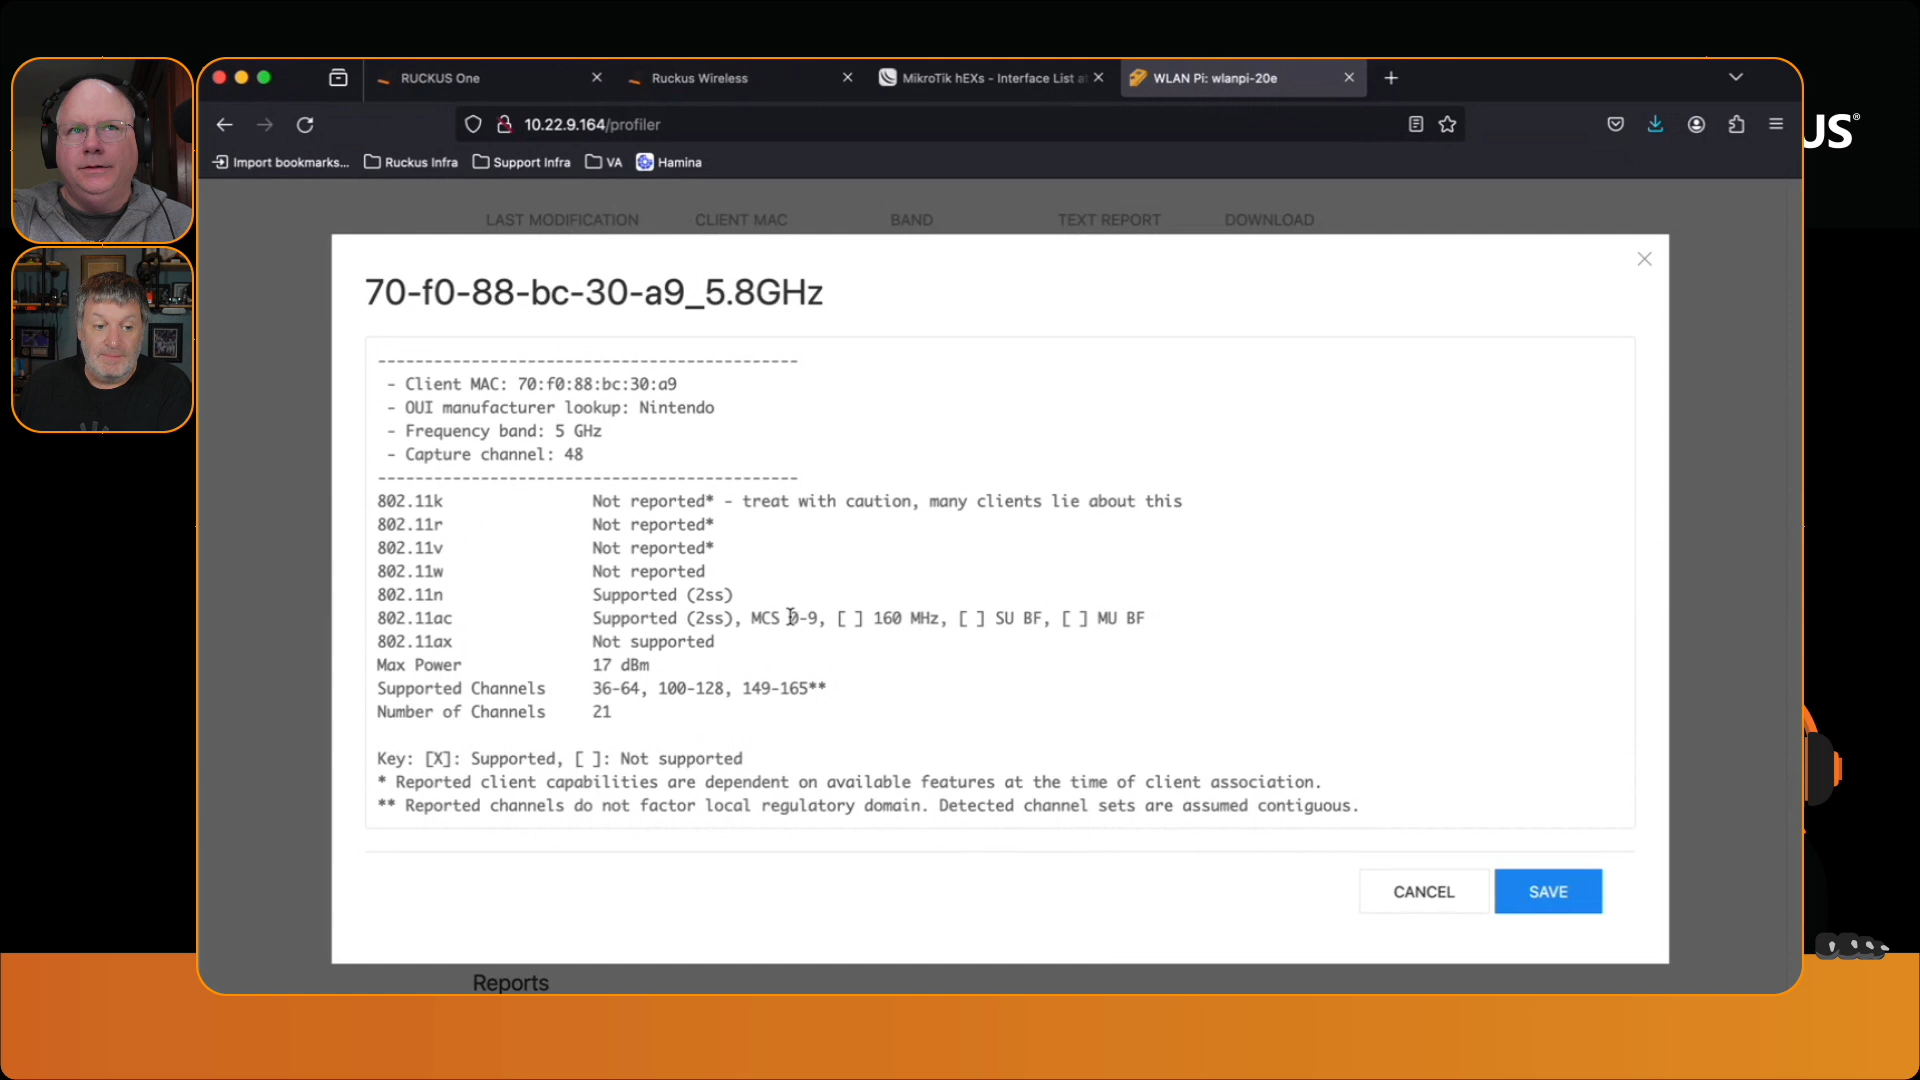 RUCKUS One
Ruckus Wireless
MikroTik hEXs - Interface List a
WLAN Pi: wlanpi-20e
10.22.9.164/profiler
Import bookmarks...
Ruckus Infra
Support Infra
VA
Hamina
US®
LAST MODIFICATION
CLIENT MAC
BAND
TEXT REPORT
DOWNLOAD
70-f0-88-bc-30-a9_5.8GHz
--------------------------------------------
- Client MAC: 70:f0:88:bc:30:a9
- OUI manufacturer lookup: Nintendo
- Frequency band: 5 GHz
- Capture channel: 48
--------------------------------------------
802.11k Not reported* - treat with caution, many clients lie about this
802.11r Not reported*
802.11v Not reported*
802.11w Not reported
802.11n Supported (2ss)
802.11ac Supported (2ss), MCS 0-9, [ ] 160 MHz, [ ] SU BF, [ ] MU BF
802.11ax Not supported
Max Power 17 dBm
Supported Channels 36-64, 100-128, 149-165**
Number of Channels 21
Key: [X]: Supported, [ ]: Not supported
* Reported client capabilities are dependent on available features at the time of client association.
** Reported channels do not factor local regulatory domain. Detected channel sets are assumed contiguous.
CANCEL
SAVE
Reports